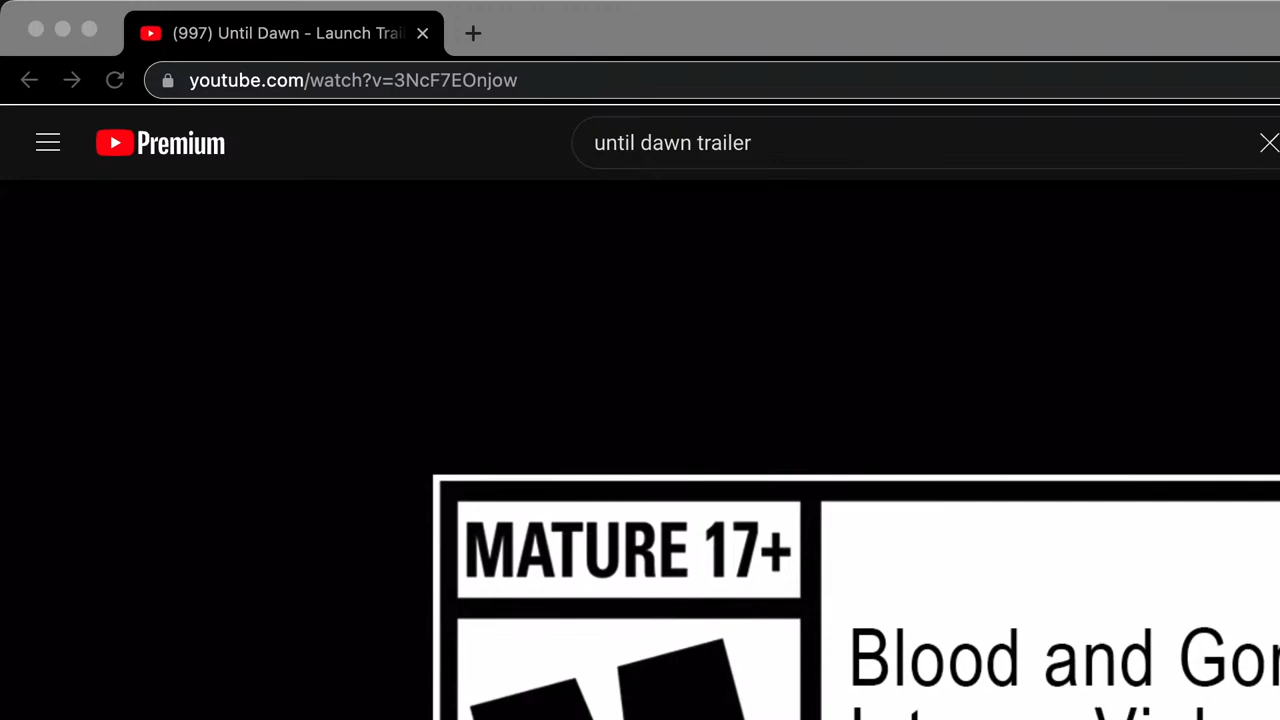 (997) Until Dawn - Launch Trai
youtube.com/watch?v=3NcF7EOnjow
Premium
until dawn trailer
MATURE 17+
Blood and Gor